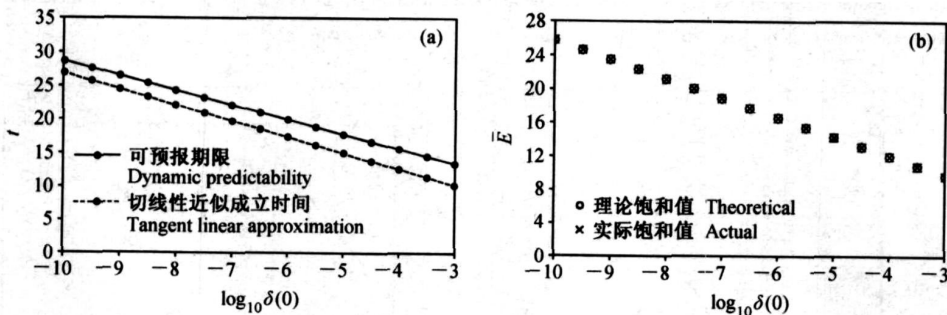 35
30
25
20
15
10
5
0
t
(a)
可预报期限
Dynamic predictability
切线性近似成立时间
Tangent linear approximation
−10 −9 −8 −7 −6 −5 −4 −3
log₁₀δ(0)
28
24
20
16
12
8
4
0
Ē
(b)
理论饱和值 Theoretical
实际饱和值 Actual
−10 −9 −8 −7 −6 −5 −4 −3
log₁₀δ(0)